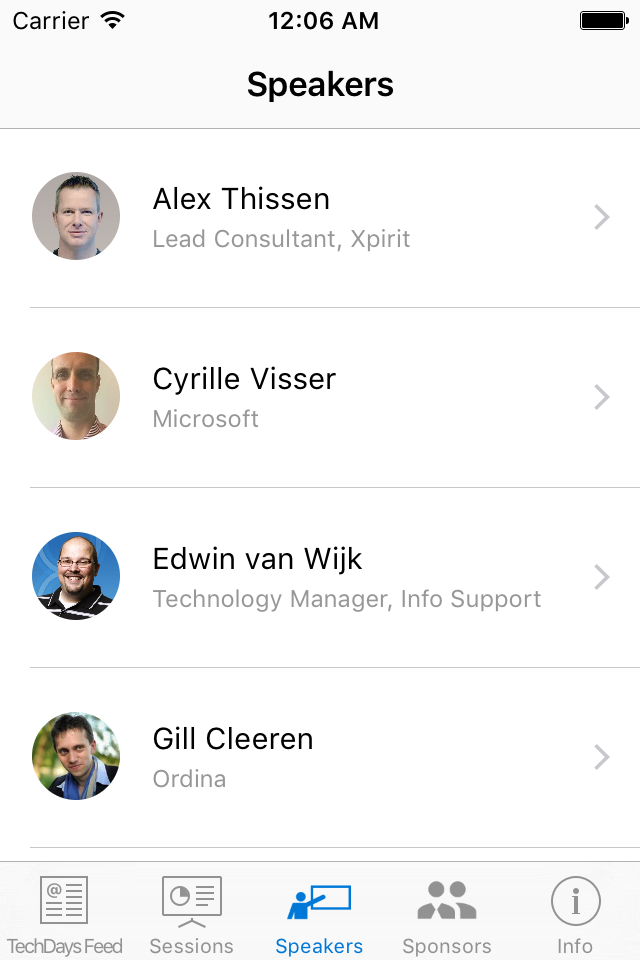 Carrier 12:06 AM
Speakers
Alex Thissen
Lead Consultant, Xpirit
Cyrille Visser
Microsoft
Edwin van Wijk
Technology Manager, Info Support
Gill Cleeren
Ordina
@
TechDays Feed Sessions Speakers Sponsors Info